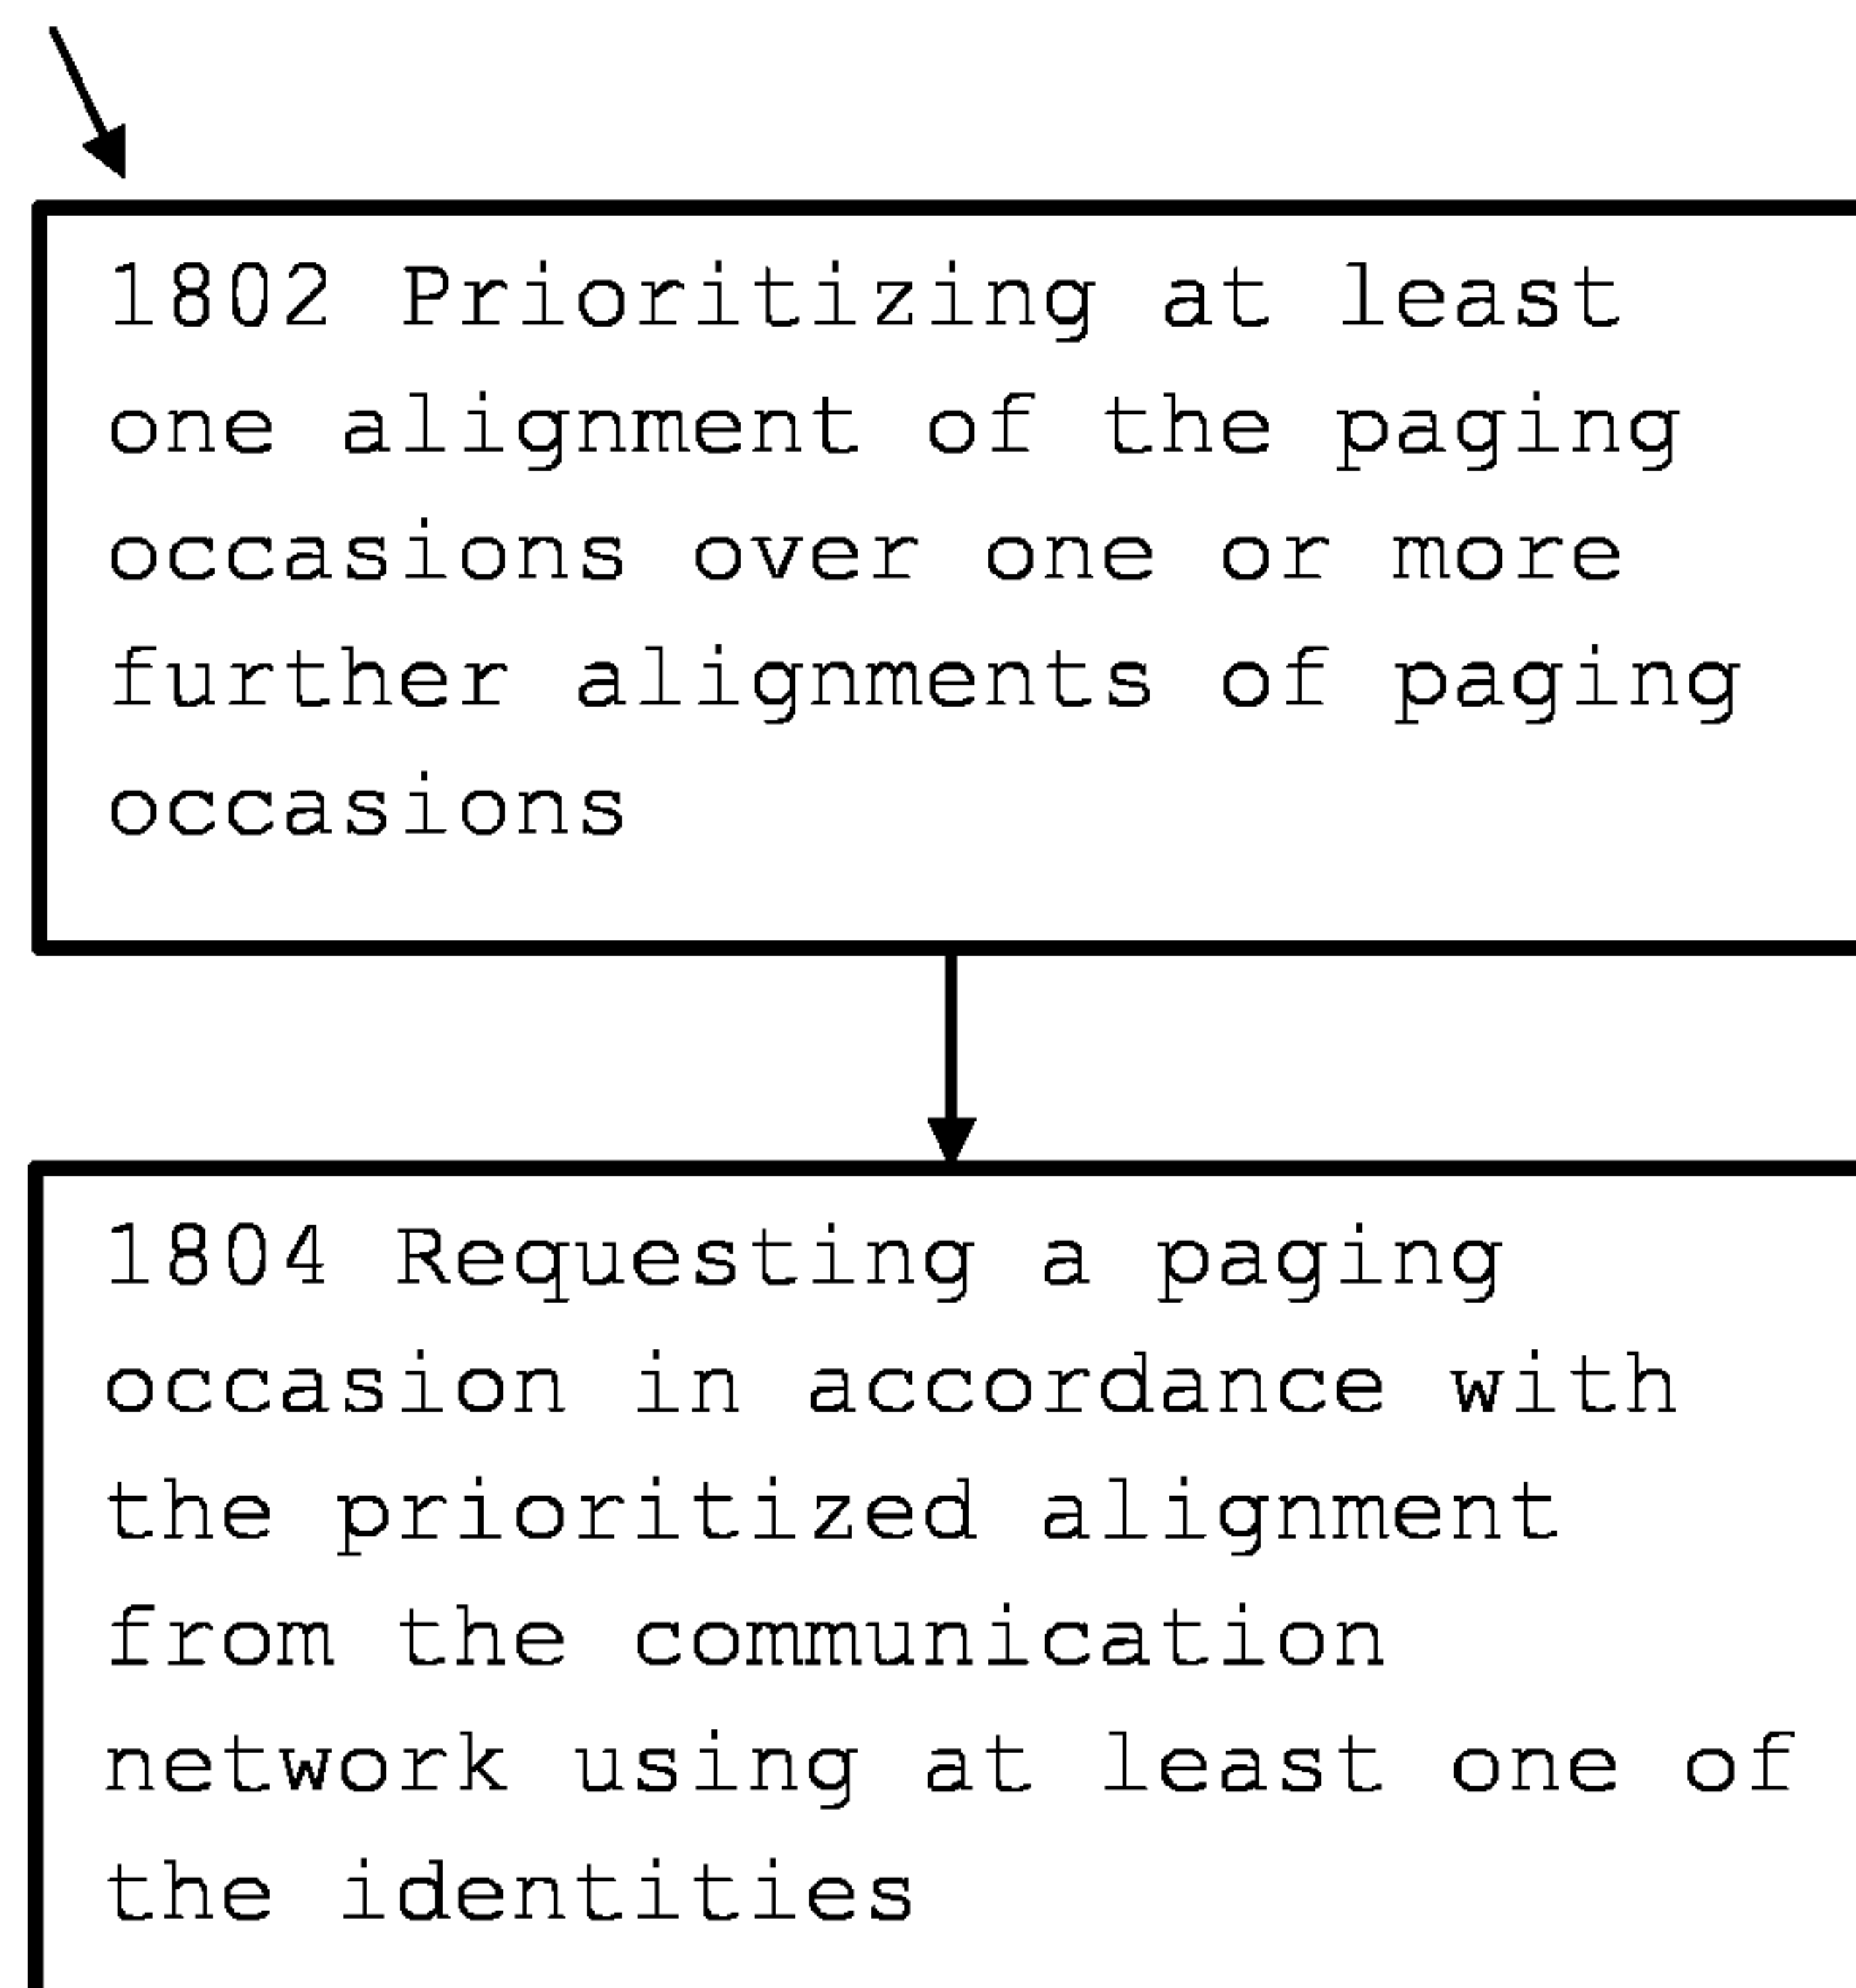 1802 Prioritizing at least
one alignment of the paging
occasions over one or more
further alignments of paging
occasions
1804 Requesting a paging
occasion in accordance with
the prioritized alignment
from the communication
network using at least one of
the identities